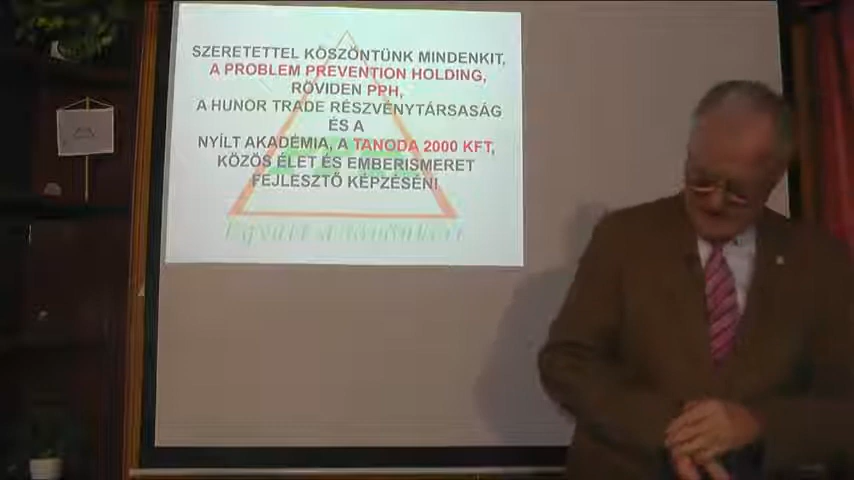 SZERETETTEL KÖSZÖNTÜNK MINDENKIT,
A PROBLEM PREVENTION HOLDING,
RÖVIDEN PPH,
A HUNOR TRADE RÉSZVÉNYTÁRSASÁG
ÉS A
NYÍLT AKADÉMIA, A TANODA 2000 KFT,
KÖZÖS ÉLET ÉS EMBERISMERET
FEJLESZTŐ KÉPZÉSÉN!